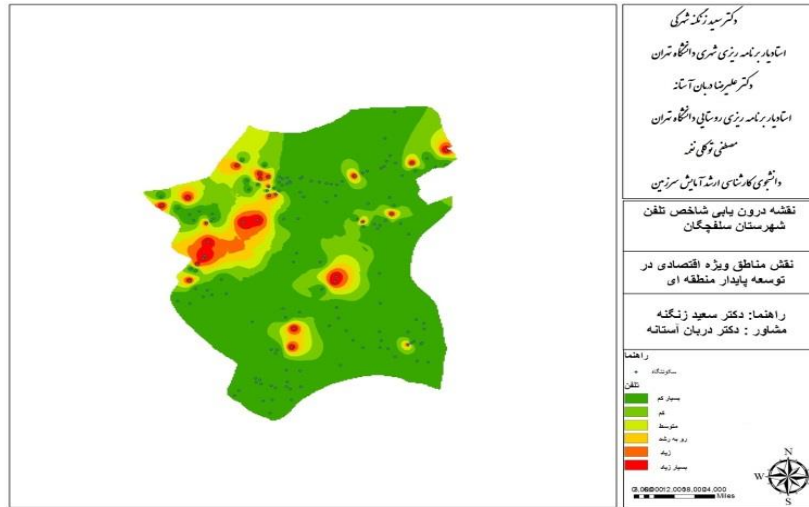 دکتر سعید زنگنه شهرکی
استادیار برنامه ریزی شهری دانشگاه تهران
دکتر علیرضا دربان آستانه
استادیار برنامه ریزی روستایی دانشگاه تهران
مصطفی توکلی نغمه
دانشجوی کارشناسی ارشد آمایش سرزمین
نقشه درون یابی شاخص تلفن
شهرستان سلفچگان
نقش مناطق ویژه اقتصادی در
توسعه پایدار منطقه ای
راهنما: دکتر سعید زنگنه
مشاور : دکتر دربان آستانه
راهنما
سکونتگاه
تلفن
بسیار کم
کم
متوسط
رو به رشد
زیاد
بسیار زیاد
N
W E
S
Miles